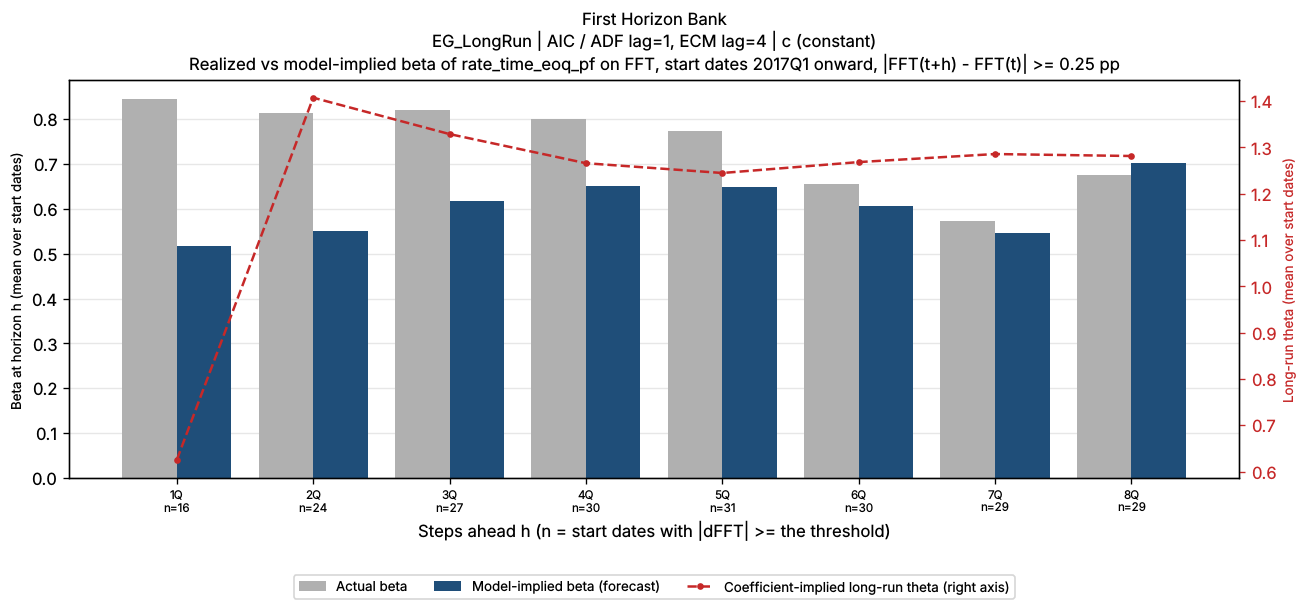 First Horizon Bank
EG_LongRun | AIC / ADF lag=1, ECM lag=4 | c (constant)
Realized vs model-implied beta of rate_time_eoq_pf on FFT, start dates 2017Q1 onward, |FFT(t+h) - FFT(t)| >= 0.25 pp
Beta at horizon h (mean over start dates)
0.8
0.7
0.6
0.5
0.4
0.3
0.2
0.1
0.0
1.4
1.3
1.2
1.1
1.0
0.9
0.8
0.7
0.6
Long-run theta (mean over start dates)
1Q
n=16
2Q
n=24
3Q
n=27
4Q
n=30
5Q
n=31
6Q
n=30
7Q
n=29
8Q
n=29
Steps ahead h (n = start dates with |dFFT| >= the threshold)
Actual beta
Model-implied beta (forecast)
Coefficient-implied long-run theta (right axis)